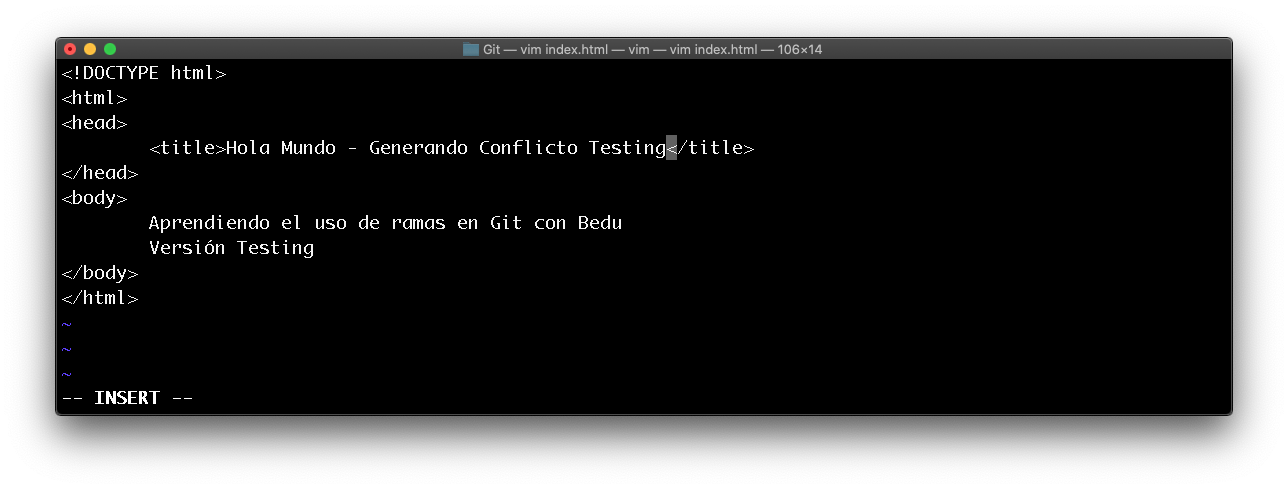 Git — vim index.html — vim — vim index.html — 106×14
<!DOCTYPE html>
<html>
<head>
        <title>Hola Mundo - Generando Conflicto Testing</title>
</head>
<body>
        Aprendiendo el uso de ramas en Git con Bedu
        Versión Testing
</body>
</html>
~
~
~
-- INSERT --